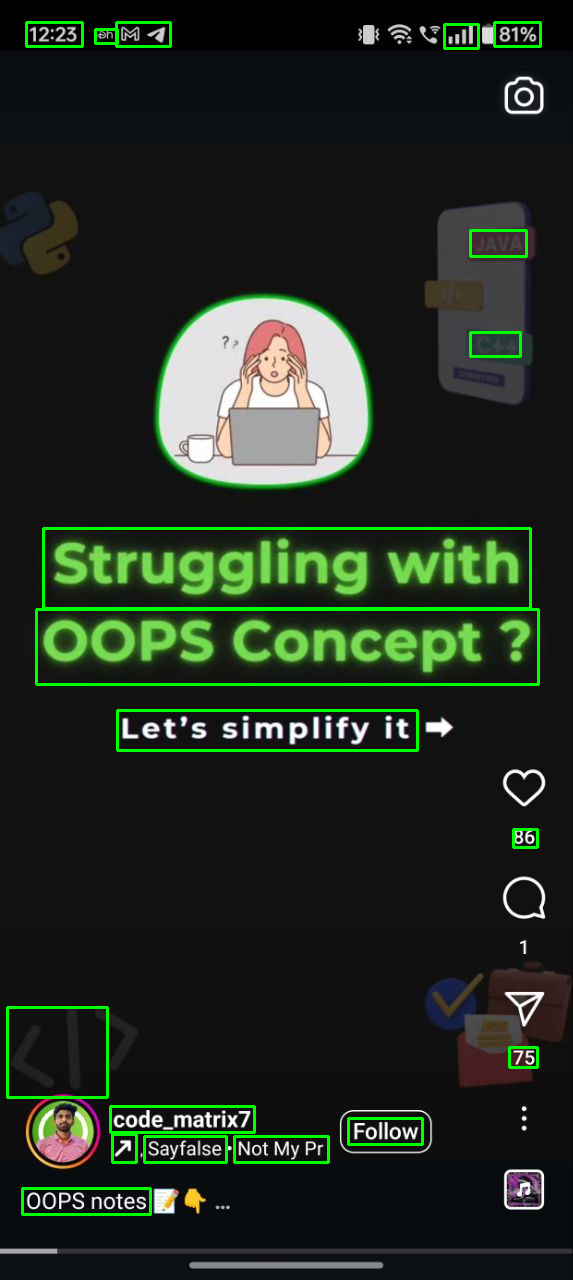 12:23 81%
JAVA
</>
C++
? ?
Struggling with
OOPS Concept ?
Let's simplify it ➡
86
1
JOB
75
</>
code_matrix7
Follow
↗, Sayfalse • Not My Pr
OOPS notes 📝👇 ...